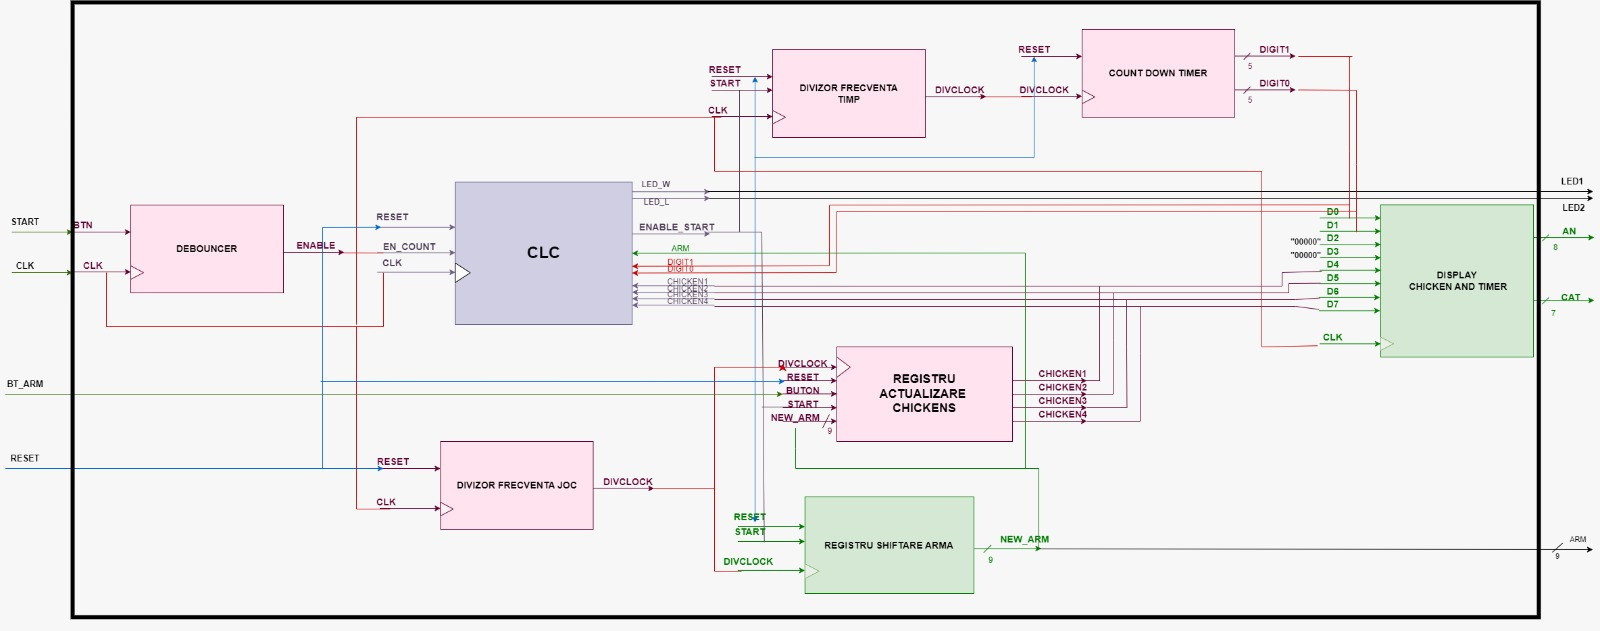 RESET
START
CLK
DIVIZOR FRECVENTA
TIMP
DIVCLOCK
RESET
DIVCLOCK
COUNT DOWN TIMER
DIGIT1
5
DIGIT0
5
START
BTN
CLK
CLK
DEBOUNCER
ENABLE
RESET
EN_COUNT
CLK
CLC
LED_W
LED_L
ENABLE_START
ARM
DIGIT1
DIGIT0
CHICKEN1
CHICKEN2
CHICKEN3
CHICKEN4
D0
D1
"00000" D2
"00000" D3
D4
D5
D6
D7
CLK
DISPLAY
CHICKEN AND TIMER
LED1
LED2
AN
8
CAT
7
BT_ARM
DIVCLOCK
RESET
BUTON
START
NEW_ARM
9
REGISTRU
ACTUALIZARE
CHICKENS
CHICKEN1
CHICKEN2
CHICKEN3
CHICKEN4
RESET
RESET
CLK
DIVIZOR FRECVENTA JOC
DIVCLOCK
RESET
START
DIVCLOCK
REGISTRU SHIFTARE ARMA
NEW_ARM
9
ARM
9